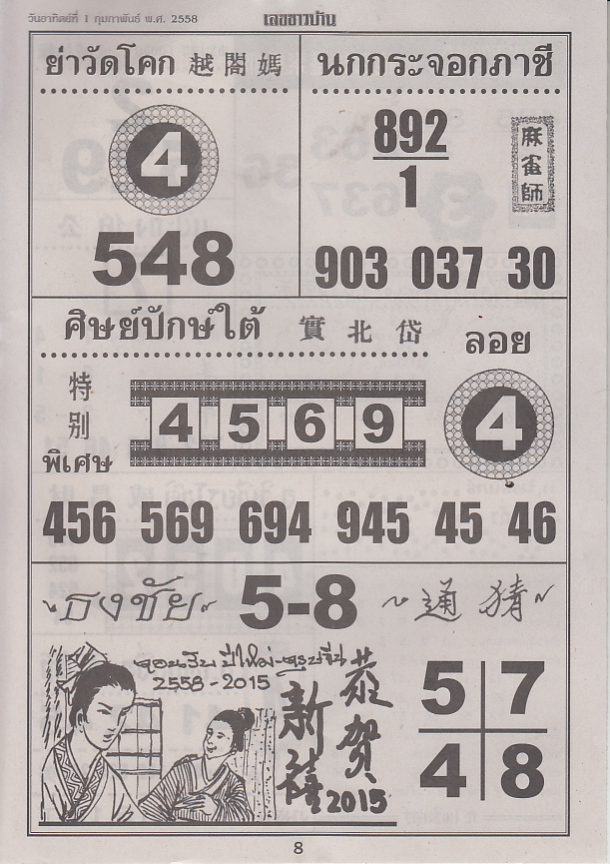 วันอาทิตย์ที่ 1 กุมภาพันธ์ พ.ศ. 2558
เลขชาวบ้าน
ย่าวัดโคก 越閣媽
4
548
นกกระจอกภาชี
892
1
麻雀師
903 037 30
ศิษย์ปักษ์ใต้ 實北岱
ลอย
特別
พิเศษ
4 5 6 9
4
456 569 694 945 45 46
ธงชัย 5-8 通猜
2558-2015
恭賀
新禧
2015
5 7
4 8
8